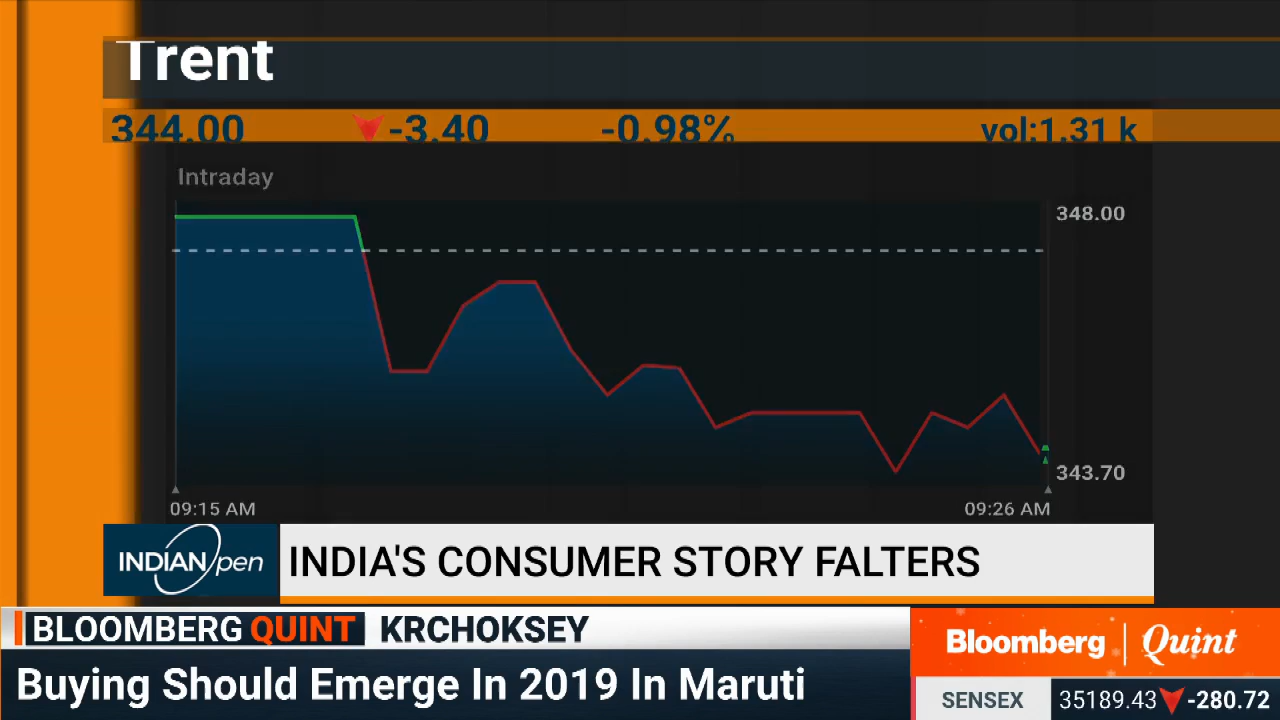 Trent
344.00 -3.40 -0.98% vol:1.31 k
Intraday
348.00
343.70
09:15 AM 09:26 AM
INDIAN Open INDIA'S CONSUMER STORY FALTERS
BLOOMBERG QUINT KRCHOKSEY
Buying Should Emerge In 2019 In Maruti
Bloomberg | Quint
SENSEX 35189.43 -280.72